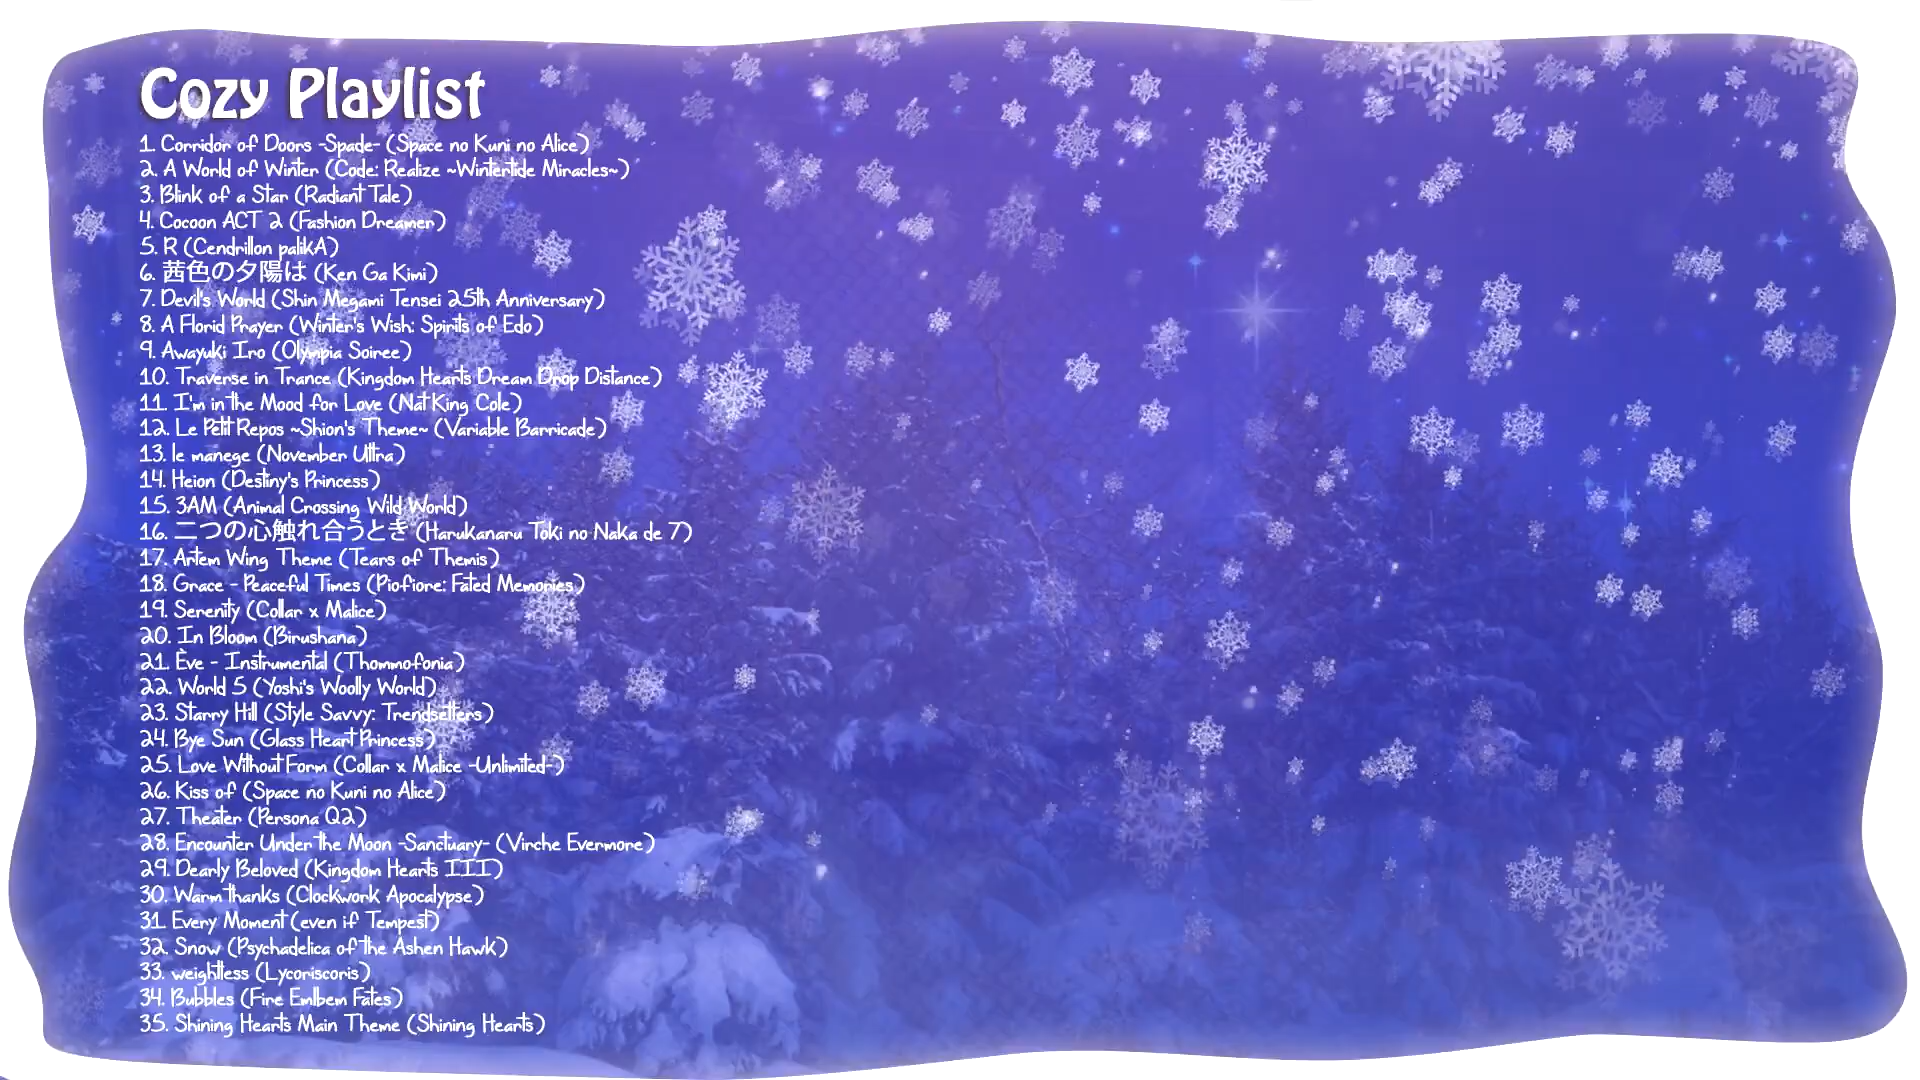 Cozy Playlist
1. Corridor of Doors -Spade- (Space no Kuni no Alice)
2. A World of Winter (Code: Realize ~Wintertide Miracles~)
3. Blink of a Star (Radiant Tale)
4. Cocoon ACT 2 (Fashion Dreamer)
5. R (Cendrillon palikA)
6. 茜色の夕陽は (Ken Ga Kimi)
7. Devil's World (Shin Megami Tensei 25th Anniversary)
8. A Florid Prayer (Winter's Wish: Spirits of Edo)
9. Awayuki Iro (Olympia Soiree)
10. Traverse in Trance (Kingdom Hearts Dream Drop Distance)
11. I'm in the Mood for Love (Nat King Cole)
12. Le Petit Repos ~Shion's Theme~ (Variable Barricade)
13. le manege (November Ultra)
14. Heion (Destiny's Princess)
15. 3AM (Animal Crossing Wild World)
16. 二つの心触れ合うとき (Harukanaru Toki no Naka de 7)
17. Artem Wing Theme (Tears of Themis)
18. Grace - Peaceful Times (Piofiore: Fated Memories)
19. Serenity (Collar x Malice)
20. In Bloom (Birushana)
21. Ève - Instrumental (Thommofonia)
22. World 5 (Yoshi's Woolly World)
23. Starry Hill (Style Savvy: Trendsetters)
24. Bye Sun (Glass Heart Princess)
25. Love Without Form (Collar x Malice -Unlimited-)
26. Kiss of (Space no Kuni no Alice)
27. Theater (Persona Q2)
28. Encounter Under the Moon -Sanctuary- (Virche Evermore)
29. Dearly Beloved (Kingdom Hearts III)
30. Warm thanks (Clockwork Apocalypse)
31. Every Moment (even if Tempest)
32. Snow (Psychadelica of the Ashen Hawk)
33. weightless (Lycoriscoris)
34. Bubbles (Fire Emlbem Fates)
35. Shining Hearts Main Theme (Shining Hearts)